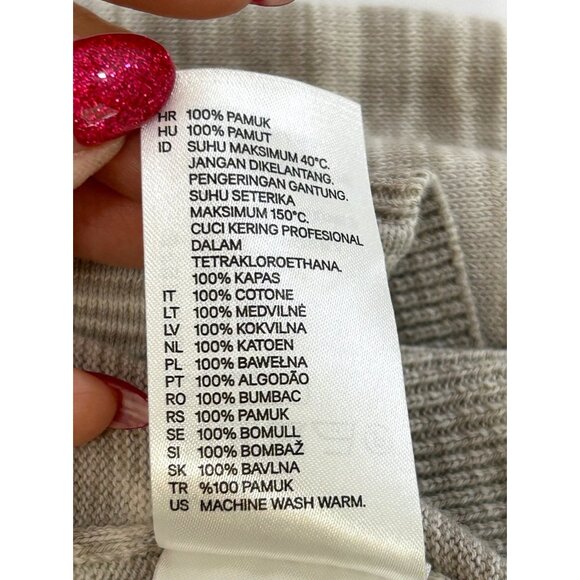 HR 100% PAMUK
HU 100% PAMUT
ID SUHU MAKSIMUM 40°C.
JANGAN DIKELANTANG.
PENGERINGAN GANTUNG.
SUHU SETERIKA
MAKSIMUM 150°C.
CUCI KERING PROFESIONAL
DALAM
TETRAKLOROETHANA.
100% KAPAS
IT 100% COTONE
LT 100% MEDVILNĖ
LV 100% KOKVILNA
NL 100% KATOEN
PL 100% BAWEŁNA
PT 100% ALGODÃO
RO 100% BUMBAC
RS 100% PAMUK
SE 100% BOMULL
SI 100% BOMBAŽ
SK 100% BAVLNA
TR %100 PAMUK
US MACHINE WASH WARM.